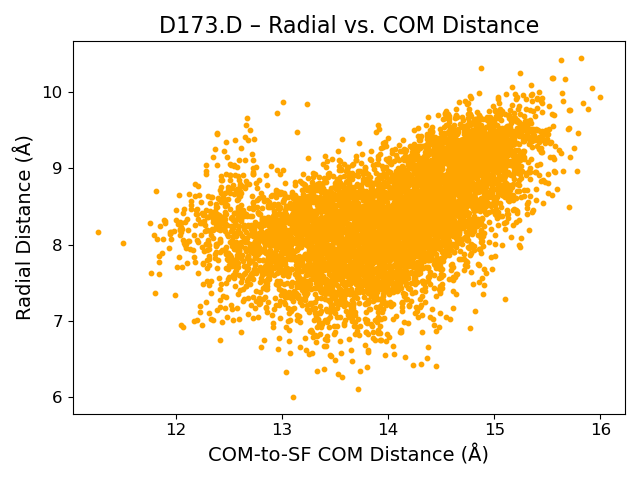 D173.D – Radial vs. COM Distance
10
9
8
7
6
Radial Distance (Å)
12 13 14 15 16
COM-to-SF COM Distance (Å)